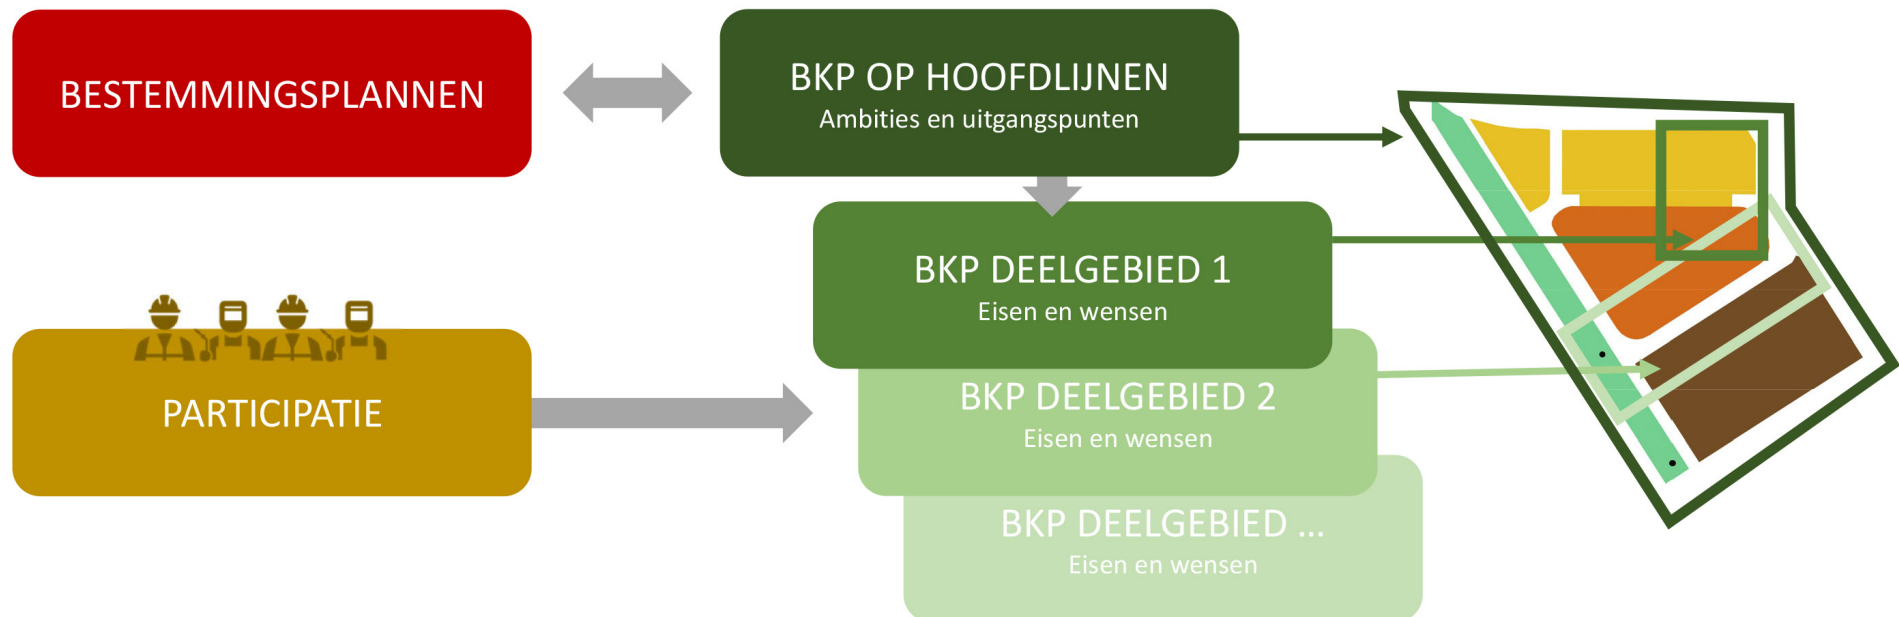 BESTEMMINGSPLANNEN
BKP OP HOOFDLIJNEN
Ambities en uitgangspunten
BKP DEELGEBIED 1
Eisen en wensen
PARTICIPATIE
BKP DEELGEBIED 2
Eisen en wensen
BKP DEELGEBIED ...
Eisen en wensen